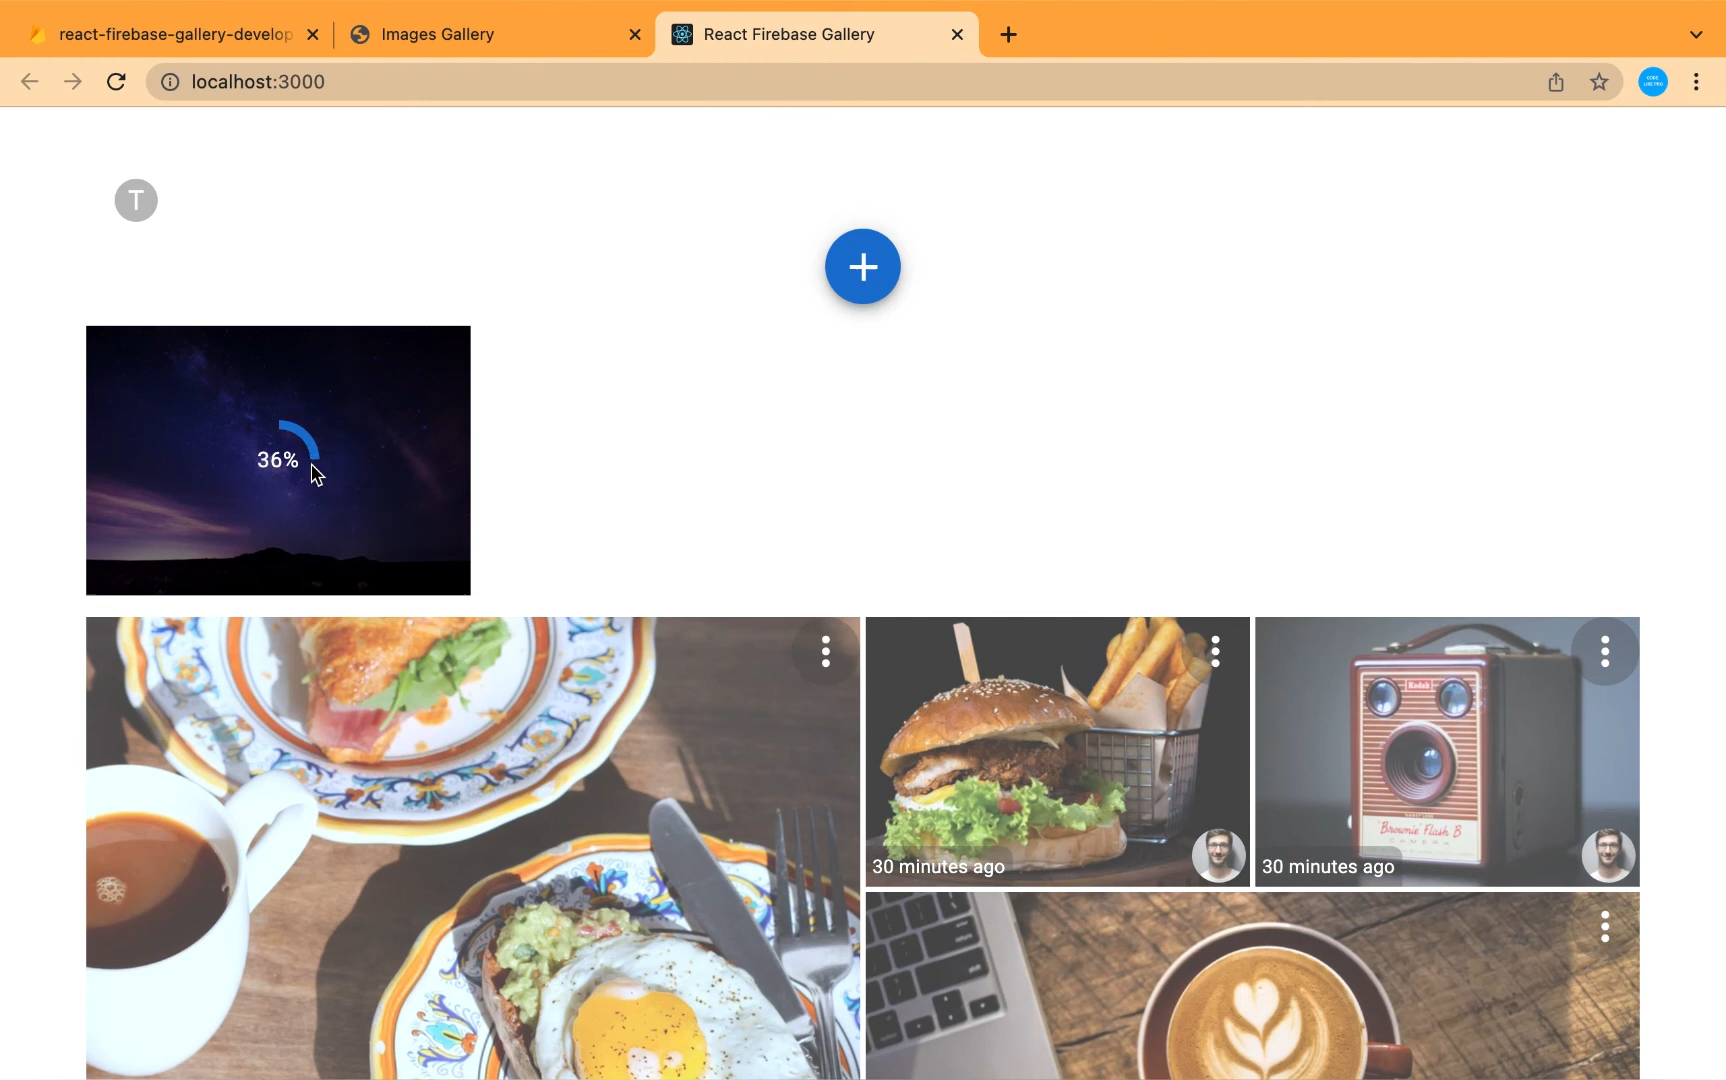 react-firebase-gallery-develop
Images Gallery
React Firebase Gallery
localhost:3000
T
36%
Kodak
30 minutes ago
"Brownie" Flash B
CAMERA
30 minutes ago